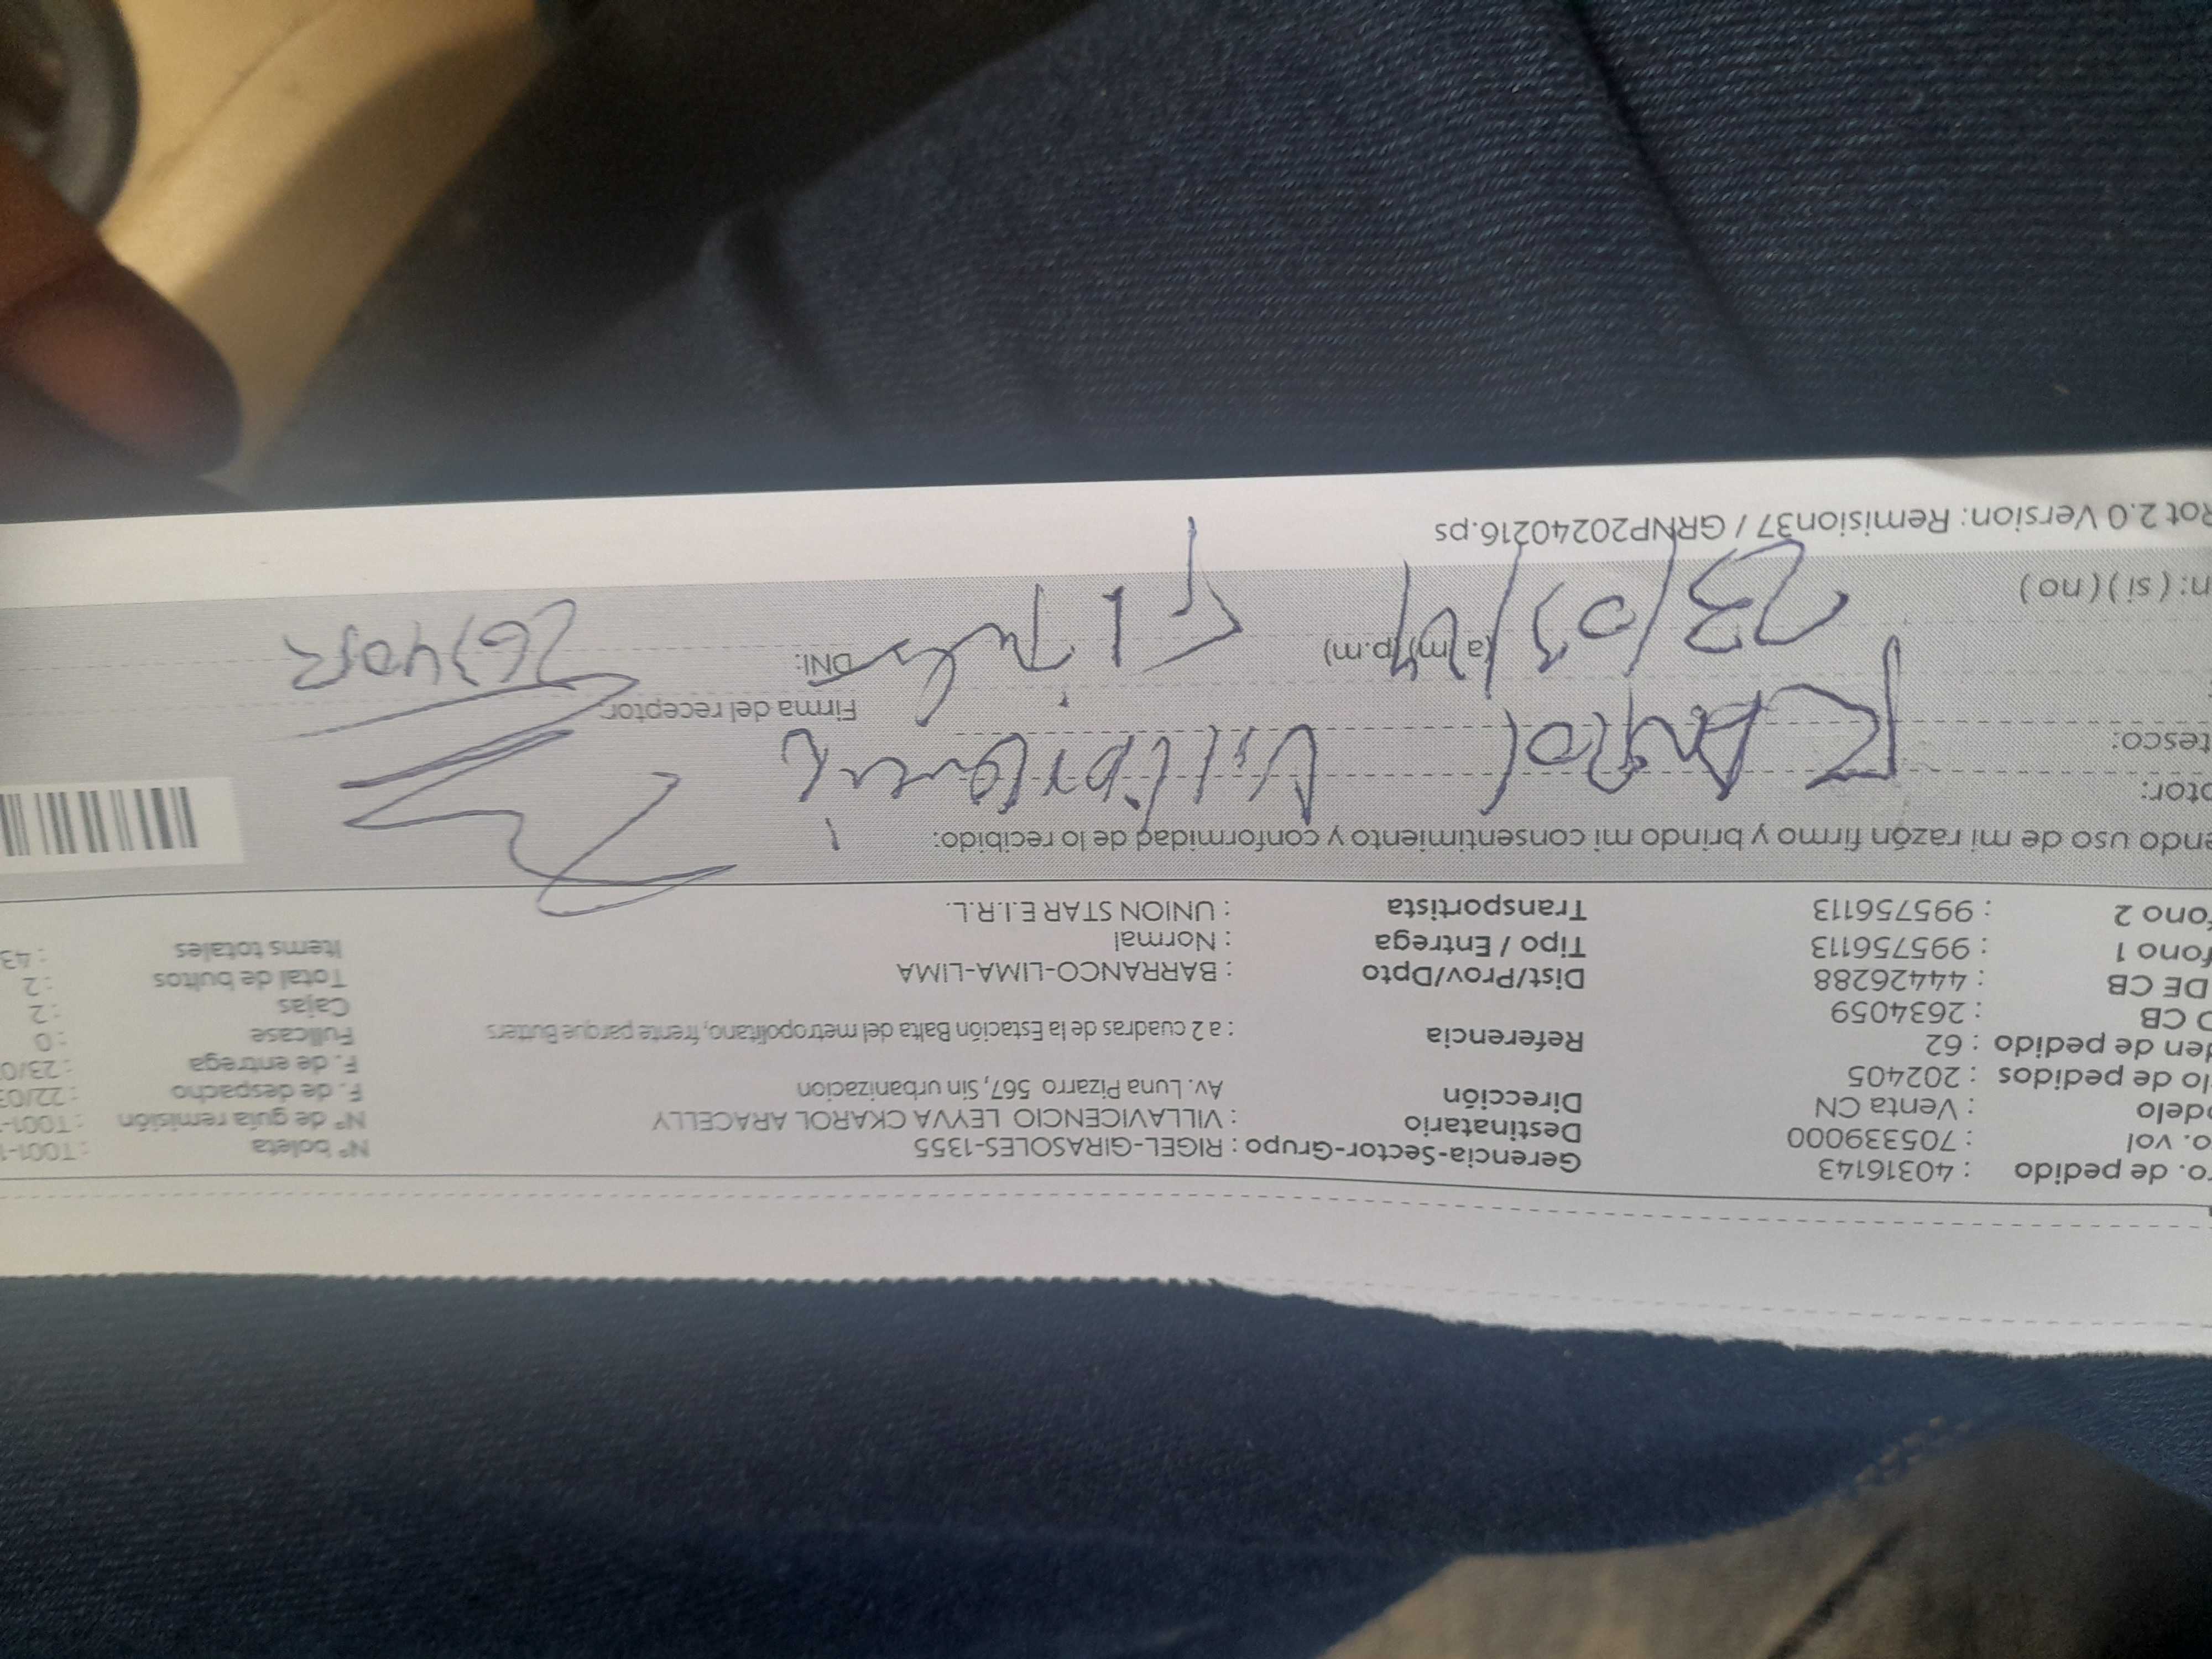 ro. de pedido : 40316143 Gerencia-Sector-Grupo : RIGEL-GIRASOLES-1355 N° boleta : T001-1
o. vol : 705339000 Destinatario : VILLAVICENCIO LEYVA CKAROL ARACELLY N° de guía remisión : T001-
odelo : Venta CN Dirección Av. Luna Pizarro 567, Sin urbanizacion F. de despacho : 22/03
lo de pedidos : 202405 F. de entrega : 23/0
den de pedido : 62 Referencia : a 2 cuadras de la Estación Balta del metropolitano, frente parque Butters Fullcase : 0
O CB : 2634059 Cajas : 2
DE CB : 44426288 Dist/Prov/Dpto : BARRANCO-LIMA-LIMA Total de bultos : 2
fono 1 : 995756113 Tipo / Entrega : Normal Items totales : 43
fono 2 : 995756113 Transportista : UNION STAR E.I.R.L.
endo uso de mi razón firmo y brindo mi consentimiento y conformidad de lo recibido:
ptor: Karol
tesco: Firma del receptor
(a.m) (p.m) Titular DNI:
n: ( si ) ( no ) 23/03/24
Rot 2.0 Version: Remision37 / GRNP20240216.ps